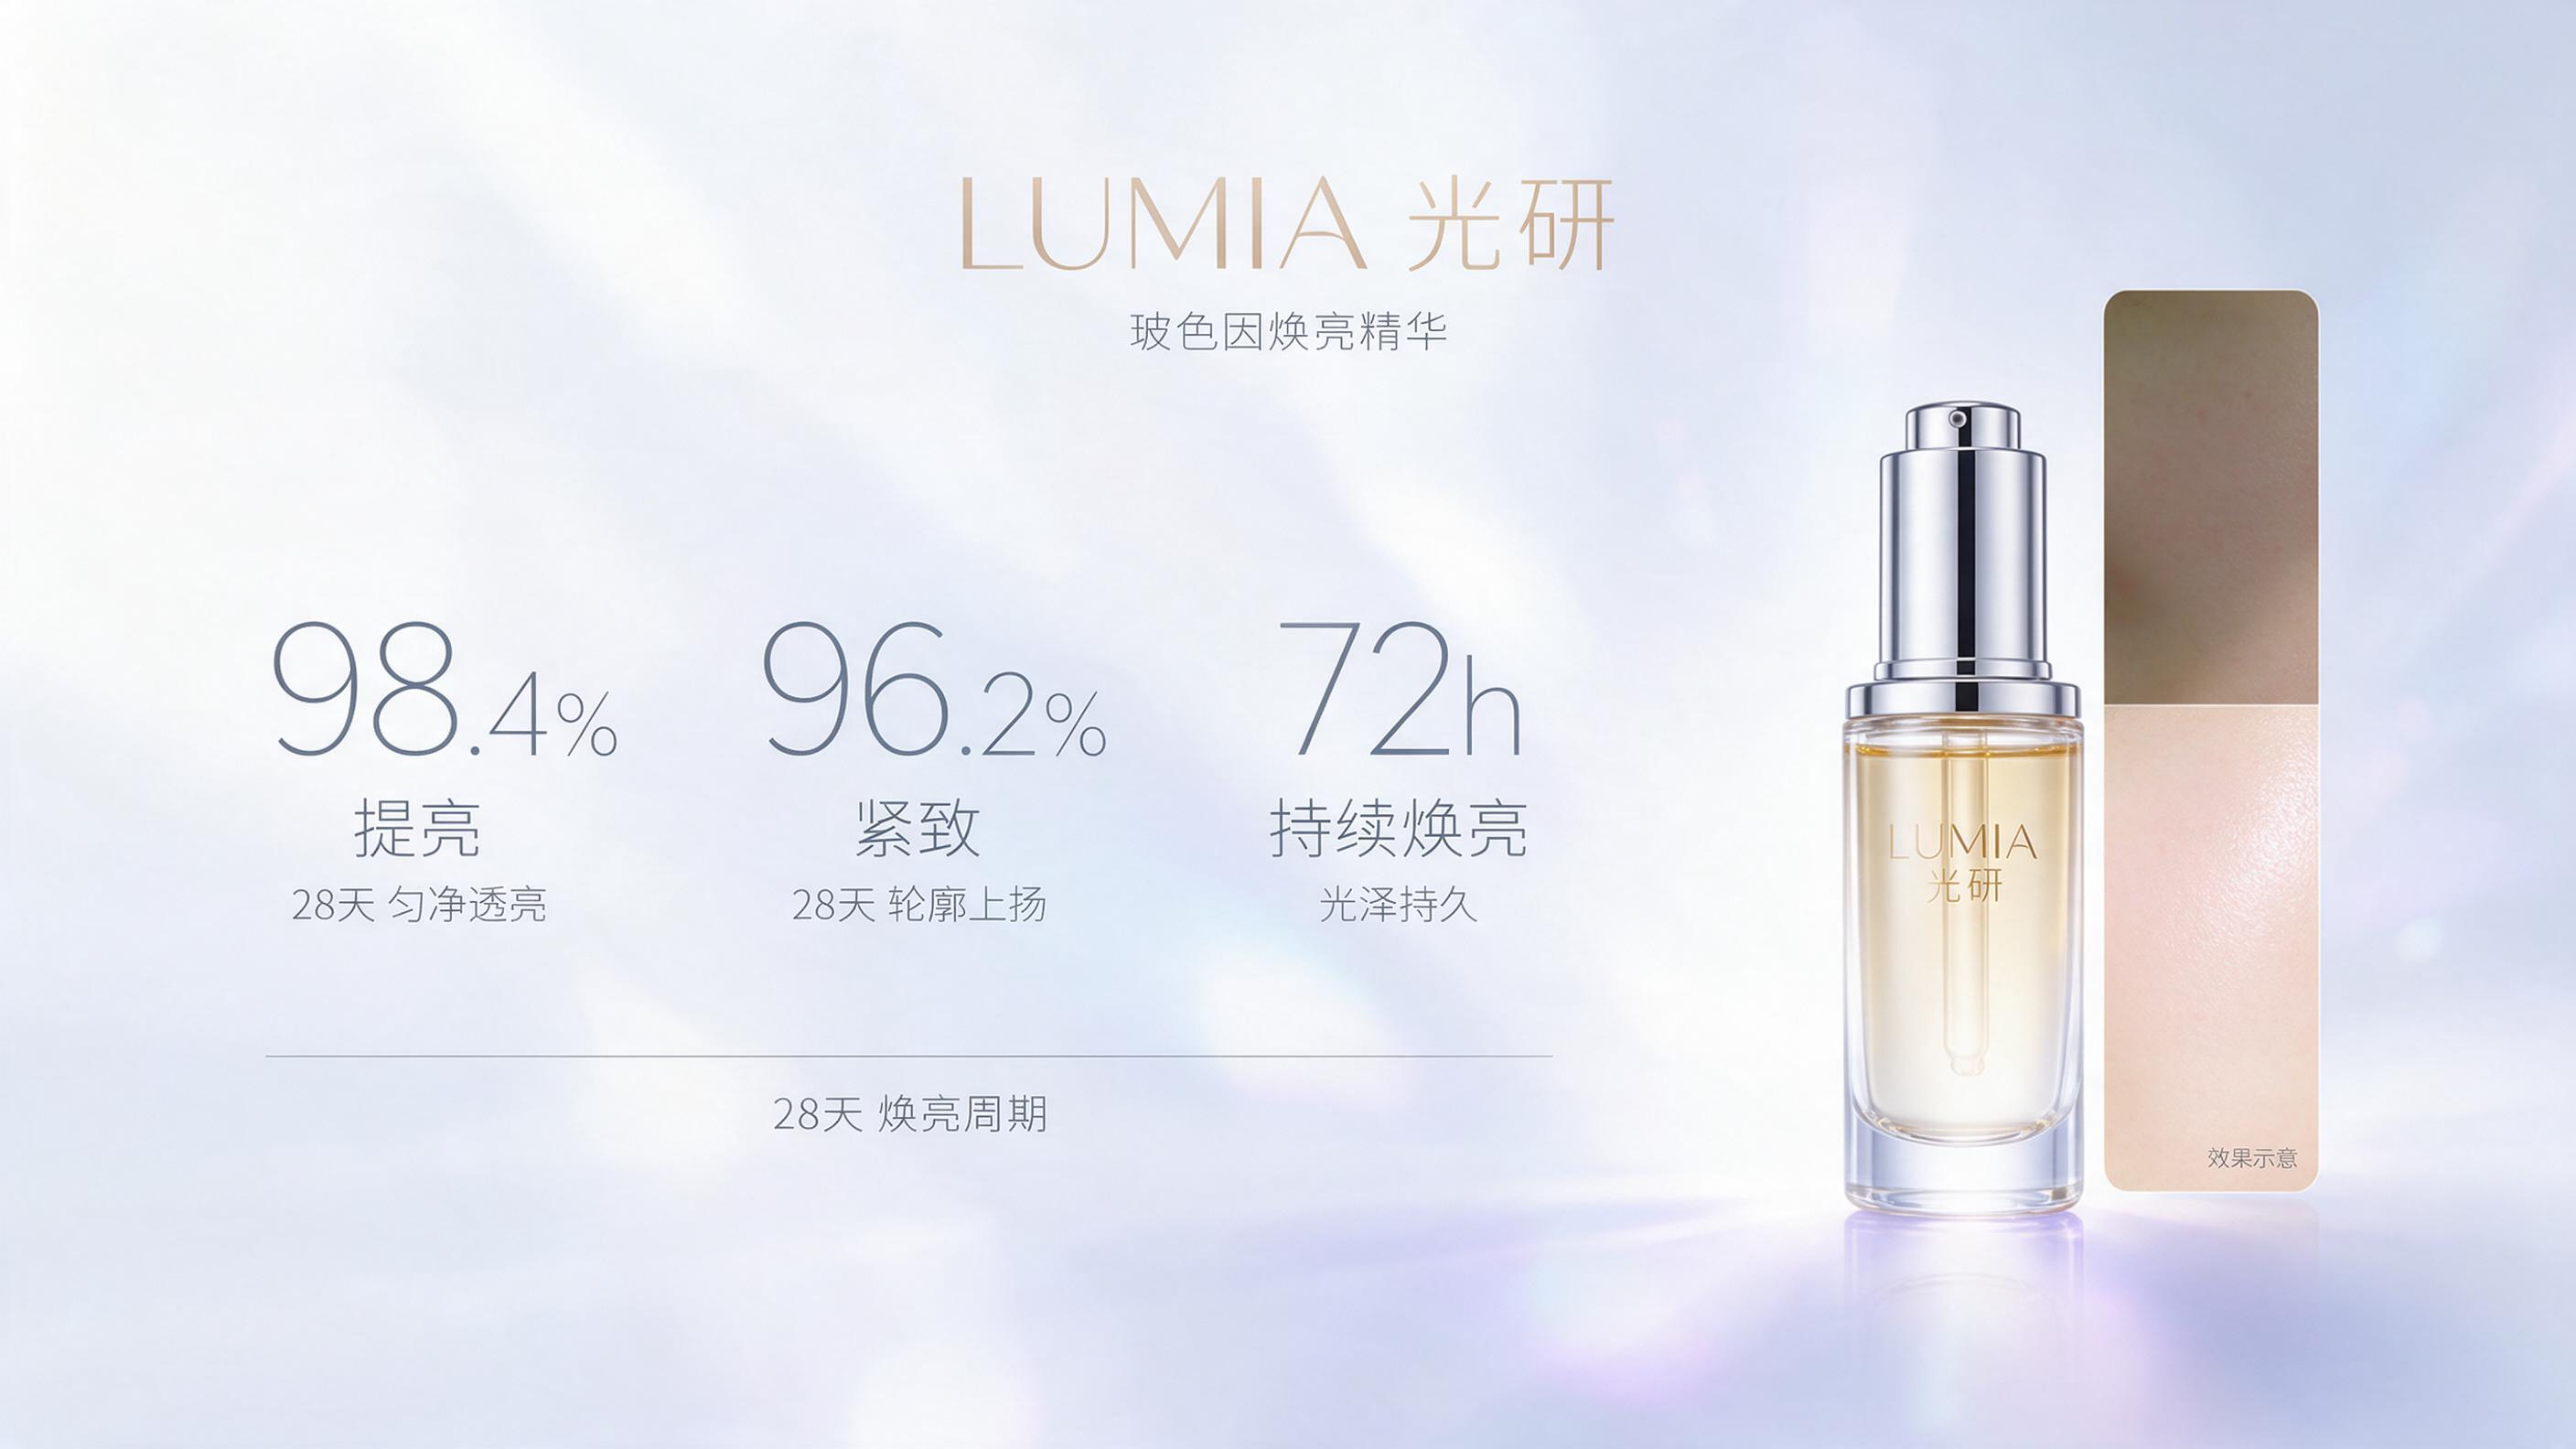 LUMIA 光研
玻色因焕亮精华
98.4%
提亮
28天 匀净透亮
96.2%
紧致
28天 轮廓上扬
72h
持续焕亮
光泽持久
28天 焕亮周期
LUMIA
光研
效果示意